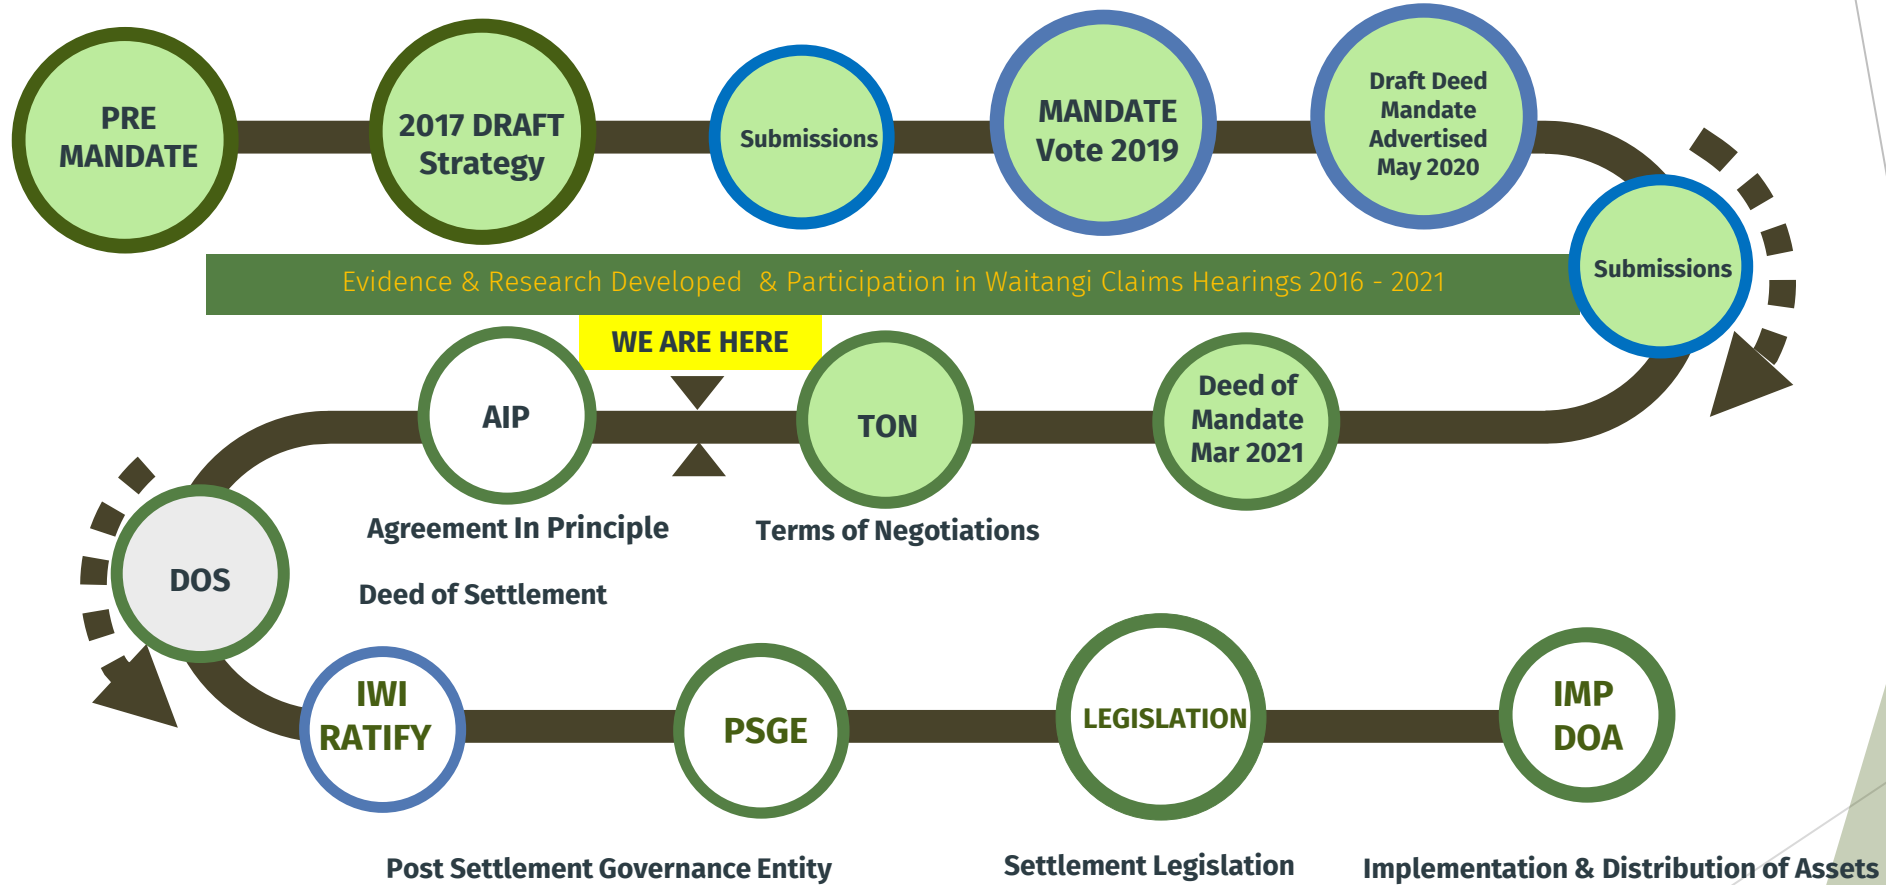 PRE
MANDATE
2017 DRAFT
Strategy
Submissions
MANDATE
Vote 2019
Draft Deed
Mandate
Advertised
May 2020
Submissions
Evidence & Research Developed  & Participation in Waitangi Claims Hearings 2016 - 2021
WE ARE HERE
AIP
TON
Deed of
Mandate
Mar 2021
Agreement In Principle
Terms of Negotiations
DOS
Deed of Settlement
IWI
RATIFY
PSGE
LEGISLATION
IMP
DOA
Post Settlement Governance Entity
Settlement Legislation
Implementation & Distribution of Assets